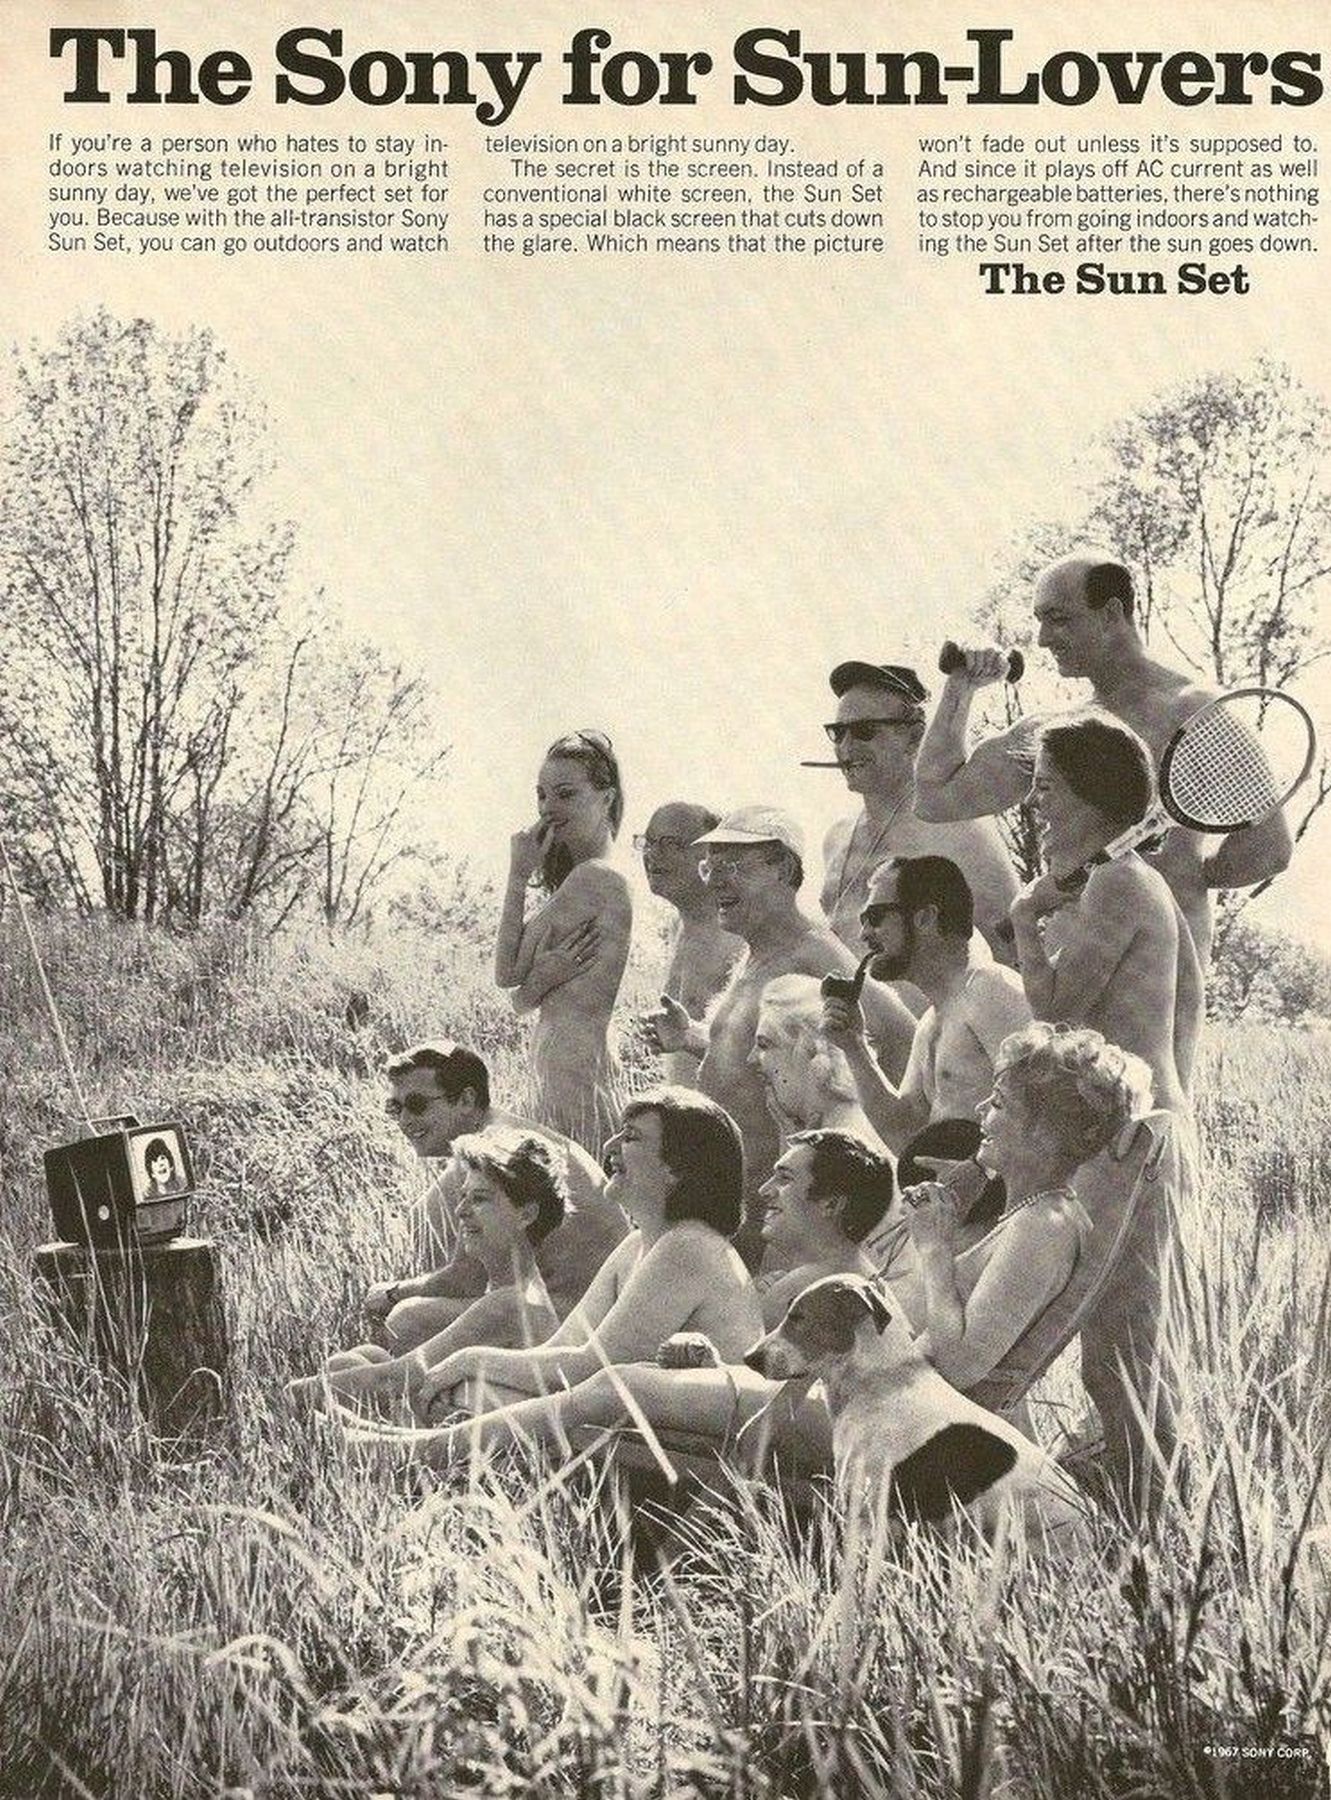 The Sony for Sun-Lovers
If you're a person who hates to stay in-
doors watching television on a bright
sunny day, we've got the perfect set for
you. Because with the all-transistor Sony
Sun Set, you can go outdoors and watch
television on a bright sunny day.
The secret is the screen. Instead of a
conventional white screen, the Sun Set
has a special black screen that cuts down
the glare. Which means that the picture
won't fade out unless it's supposed to.
And since it plays off AC current as well
as rechargeable batteries, there's nothing
to stop you from going indoors and watch-
ing the Sun Set after the sun goes down.
The Sun Set
©1967 SONY CORP.